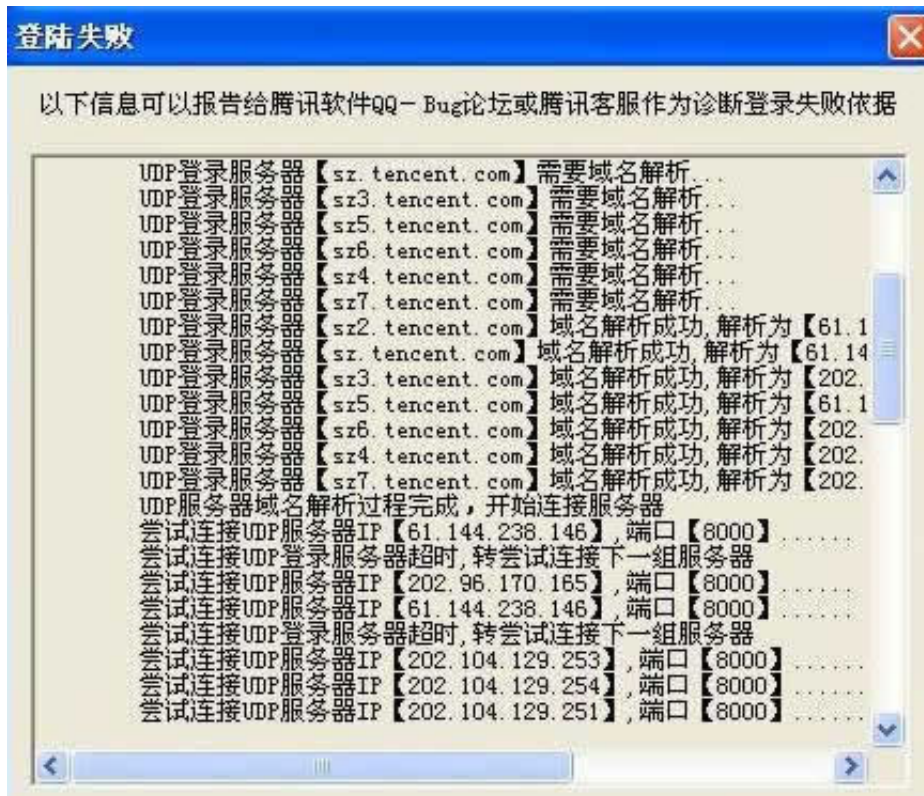 登陆失败
以下信息可以报告给腾讯软件QQ-Bug论坛或腾讯客服作为诊断登录失败依据
UDP登录服务器【sz.tencent.com】需要域名解析...
UDP登录服务器【sz3.tencent.com】需要域名解析...
UDP登录服务器【sz5.tencent.com】需要域名解析...
UDP登录服务器【sz6.tencent.com】需要域名解析...
UDP登录服务器【sz4.tencent.com】需要域名解析...
UDP登录服务器【sz7.tencent.com】需要域名解析...
UDP登录服务器【sz2.tencent.com】域名解析成功,解析为【61.1
UDP登录服务器【sz.tencent.com】域名解析成功,解析为【61.14
UDP登录服务器【sz3.tencent.com】域名解析成功,解析为【202.
UDP登录服务器【sz5.tencent.com】域名解析成功,解析为【61.1
UDP登录服务器【sz6.tencent.com】域名解析成功,解析为【202.
UDP登录服务器【sz4.tencent.com】域名解析成功,解析为【202.
UDP登录服务器【sz7.tencent.com】域名解析成功,解析为【202.
UDP服务器域名解析过程完成，开始连接服务器
尝试连接UDP服务器IP【61.144.238.146】,端口【8000】......
尝试连接UDP登录服务器超时,转尝试连接下一组服务器
尝试连接UDP服务器IP【202.96.170.165】,端口【8000】......
尝试连接UDP服务器IP【61.144.238.146】,端口【8000】......
尝试连接UDP登录服务器超时,转尝试连接下一组服务器
尝试连接UDP服务器IP【202.104.129.253】,端口【8000】......
尝试连接UDP服务器IP【202.104.129.254】,端口【8000】......
尝试连接UDP服务器IP【202.104.129.251】,端口【8000】......